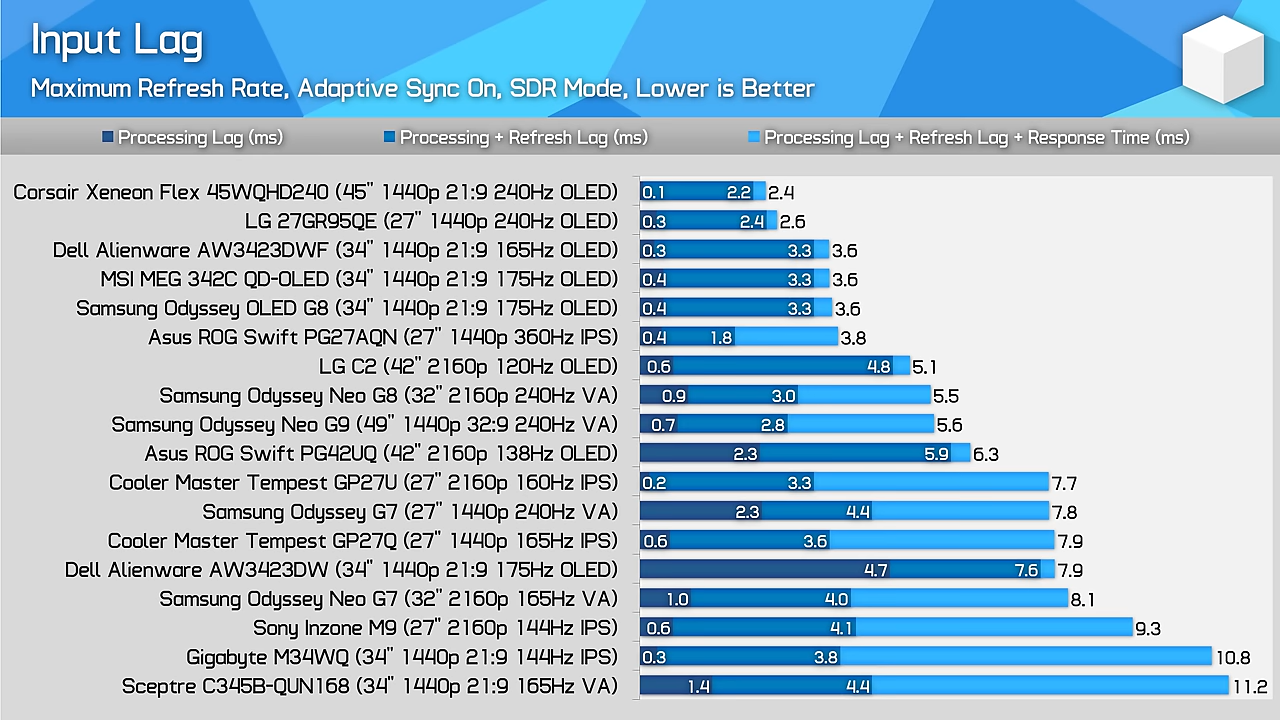 Input Lag
Maximum Refresh Rate, Adaptive Sync On, SDR Mode, Lower is Better
Processing Lag (ms) Processing + Refresh Lag (ms) Processing Lag + Refresh Lag + Response Time (ms)
Corsair Xeneon Flex 45WQHD240 (45" 1440p 21:9 240Hz OLED) 0.1 2.2 2.4
LG 27GR95QE (27" 1440p 240Hz OLED) 0.3 2.4 2.6
Dell Alienware AW3423DWF (34" 1440p 21:9 165Hz OLED) 0.3 3.3 3.6
MSI MEG 342C QD-OLED (34" 1440p 21:9 175Hz OLED) 0.4 3.3 3.6
Samsung Odyssey OLED G8 (34" 1440p 21:9 175Hz OLED) 0.4 3.3 3.6
Asus ROG Swift PG27AQN (27" 1440p 360Hz IPS) 0.4 1.8 3.8
LG C2 (42" 2160p 120Hz OLED) 0.6 4.8 5.1
Samsung Odyssey Neo G8 (32" 2160p 240Hz VA) 0.9 3.0 5.5
Samsung Odyssey Neo G9 (49" 1440p 32:9 240Hz VA) 0.7 2.8 5.6
Asus ROG Swift PG42UQ (42" 2160p 138Hz OLED) 2.3 5.9 6.3
Cooler Master Tempest GP27U (27" 2160p 160Hz IPS) 0.2 3.3 7.7
Samsung Odyssey G7 (27" 1440p 240Hz VA) 2.3 4.4 7.8
Cooler Master Tempest GP27Q (27" 1440p 165Hz IPS) 0.6 3.6 7.9
Dell Alienware AW3423DW (34" 1440p 21:9 175Hz OLED) 4.7 7.6 7.9
Samsung Odyssey Neo G7 (32" 2160p 165Hz VA) 1.0 4.0 8.1
Sony Inzone M9 (27" 2160p 144Hz IPS) 0.6 4.1 9.3
Gigabyte M34WQ (34" 1440p 21:9 144Hz IPS) 0.3 3.8 10.8
Sceptre C345B-QUN168 (34" 1440p 21:9 165Hz VA) 1.4 4.4 11.2